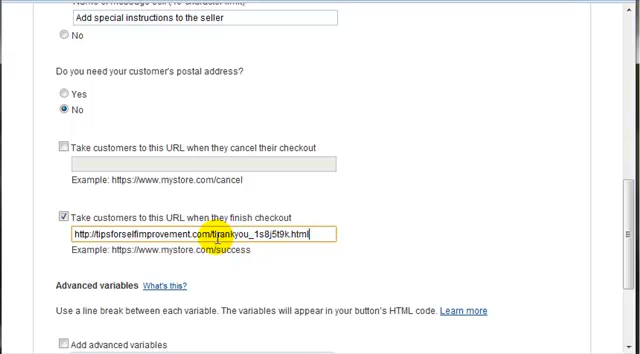 Add special instructions to the seller
No
Do you need your customer's postal address?
Yes
No
Take customers to this URL when they cancel their checkout
Example: https://www.mystore.com/cancel
Take customers to this URL when they finish checkout
http://tipsforselfimprovement.com/thankyou_1s8j5t9k.html
Example: https://www.mystore.com/success
Advanced variables What's this?
Use a line break between each variable. The variables will appear in your button's HTML code. Learn more
Add advanced variables